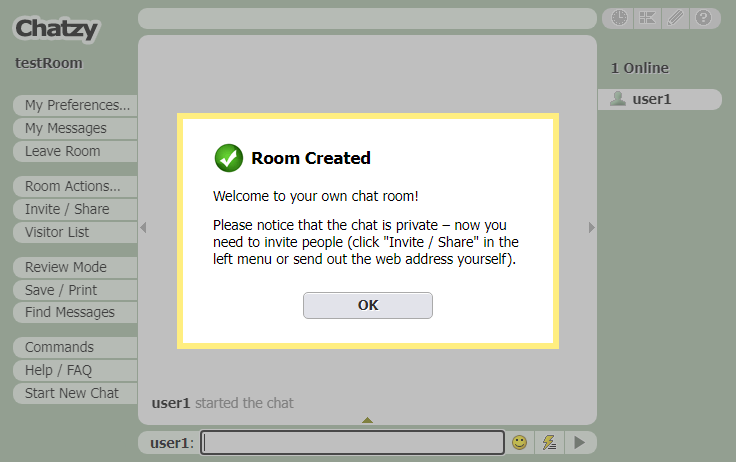 Chatzy
testRoom
My Preferences...
My Messages
Leave Room
Room Actions...
Invite / Share
Visitor List
Review Mode
Save / Print
Find Messages
Commands
Help / FAQ
Start New Chat
Room Created
Welcome to your own chat room!
Please notice that the chat is private – now you
need to invite people (click "Invite / Share" in the
left menu or send out the web address yourself).
OK
user1 started the chat
user1:
1 Online
user1